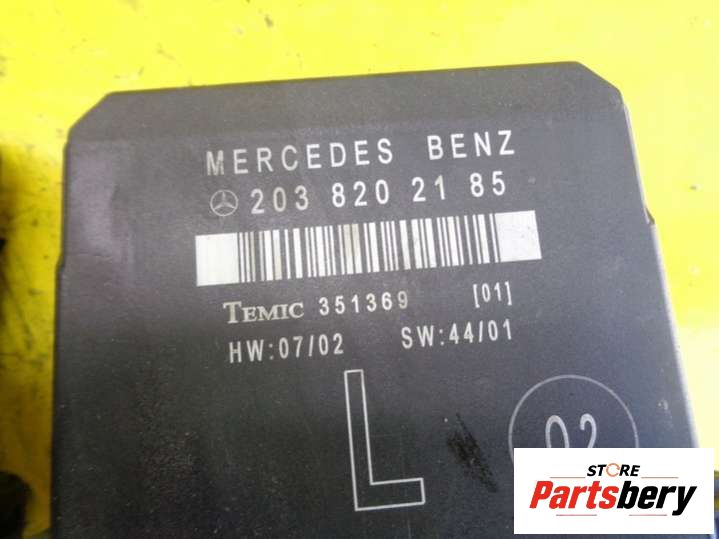 MERCEDES BENZ
203 820 21 85
TEMIC 351369 [01]
HW:07/02 SW:44/01
L
02
STORE
Partsbery